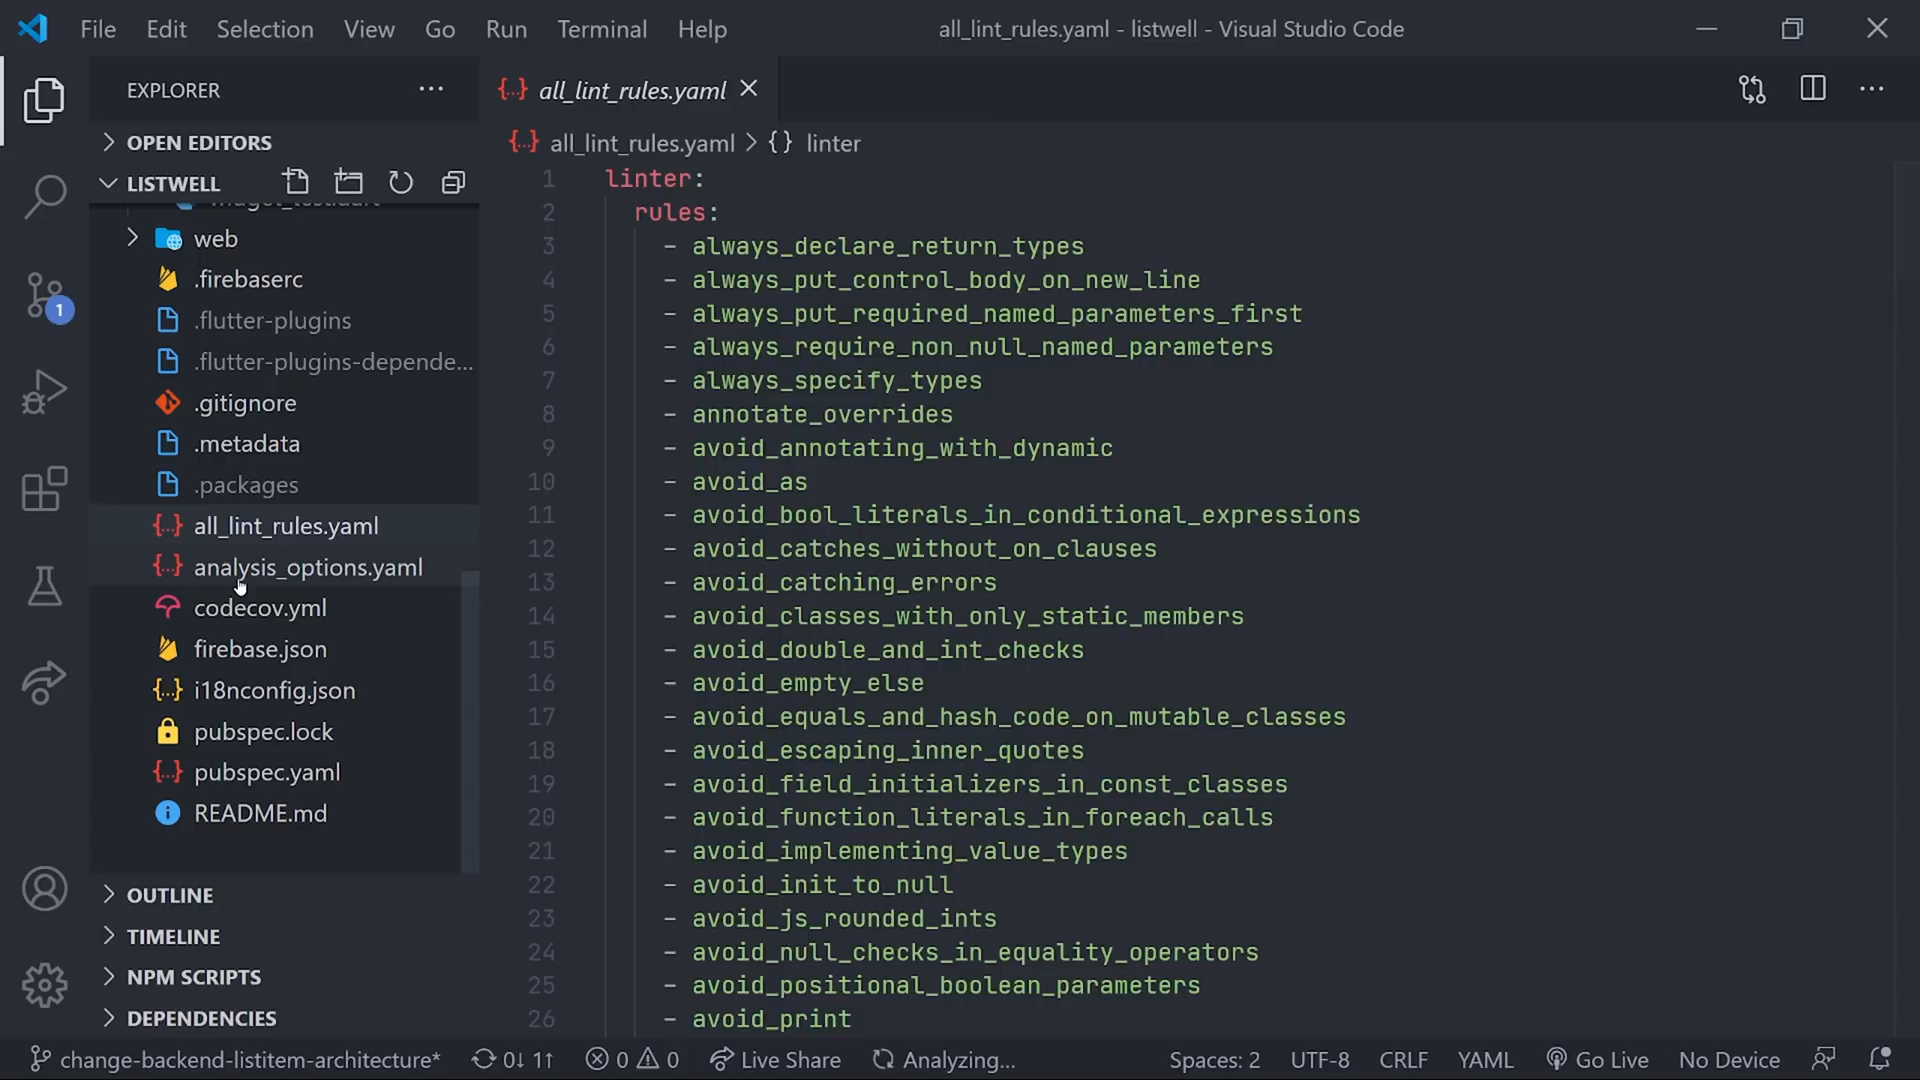 File Edit Selection View Go Run Terminal Help
all_lint_rules.yaml - listwell - Visual Studio Code
EXPLORER
OPEN EDITORS
LISTWELL
web
.firebaserc
.flutter-plugins
.flutter-plugins-depende...
.gitignore
.metadata
.packages
all_lint_rules.yaml
analysis_options.yaml
codecov.yml
firebase.json
i18nconfig.json
pubspec.lock
pubspec.yaml
README.md
OUTLINE
TIMELINE
NPM SCRIPTS
DEPENDENCIES
1
all_lint_rules.yaml
all_lint_rules.yaml > {} linter
1 linter:
2 rules:
3 - always_declare_return_types
4 - always_put_control_body_on_new_line
5 - always_put_required_named_parameters_first
6 - always_require_non_null_named_parameters
7 - always_specify_types
8 - annotate_overrides
9 - avoid_annotating_with_dynamic
10 - avoid_as
11 - avoid_bool_literals_in_conditional_expressions
12 - avoid_catches_without_on_clauses
13 - avoid_catching_errors
14 - avoid_classes_with_only_static_members
15 - avoid_double_and_int_checks
16 - avoid_empty_else
17 - avoid_equals_and_hash_code_on_mutable_classes
18 - avoid_escaping_inner_quotes
19 - avoid_field_initializers_in_const_classes
20 - avoid_function_literals_in_foreach_calls
21 - avoid_implementing_value_types
22 - avoid_init_to_null
23 - avoid_js_rounded_ints
24 - avoid_null_checks_in_equality_operators
25 - avoid_positional_boolean_parameters
26 - avoid_print
change-backend-listitem-architecture* 0↓ 1↑ 0 0 Live Share Analyzing... Spaces: 2 UTF-8 CRLF YAML Go Live No Device